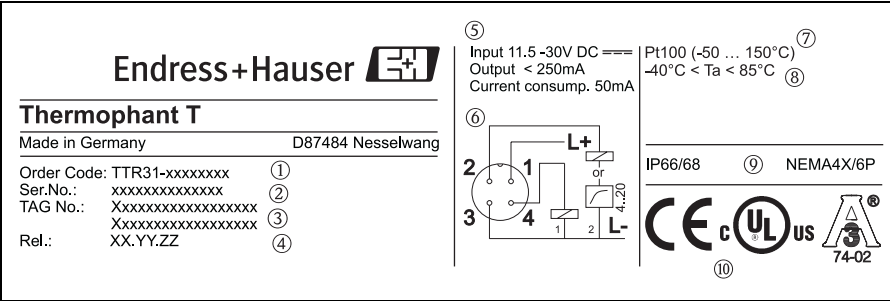 Endress+Hauser
Thermophant T
Made in Germany D87484 Nesselwang
Order Code: TTR31-xxxxxxxx ①
Ser.No.: xxxxxxxxxxxxxx ②
TAG No.: Xxxxxxxxxxxxxxxxxx
Xxxxxxxxxxxxxxxxxx ③
Rel.: XX.YY.ZZ ④
⑤
Input 11.5 -30V DC
Output < 250mA
Current consump. 50mA
⑥
L+
2 1
or
4..20
3 4
1 2 L-
⑦
Pt100 (-50 ... 150°C)
-40°C < Ta < 85°C ⑧
IP66/68 ⑨ NEMA4X/6P
CE c UL ® US A 3 ®
74-02
⑩